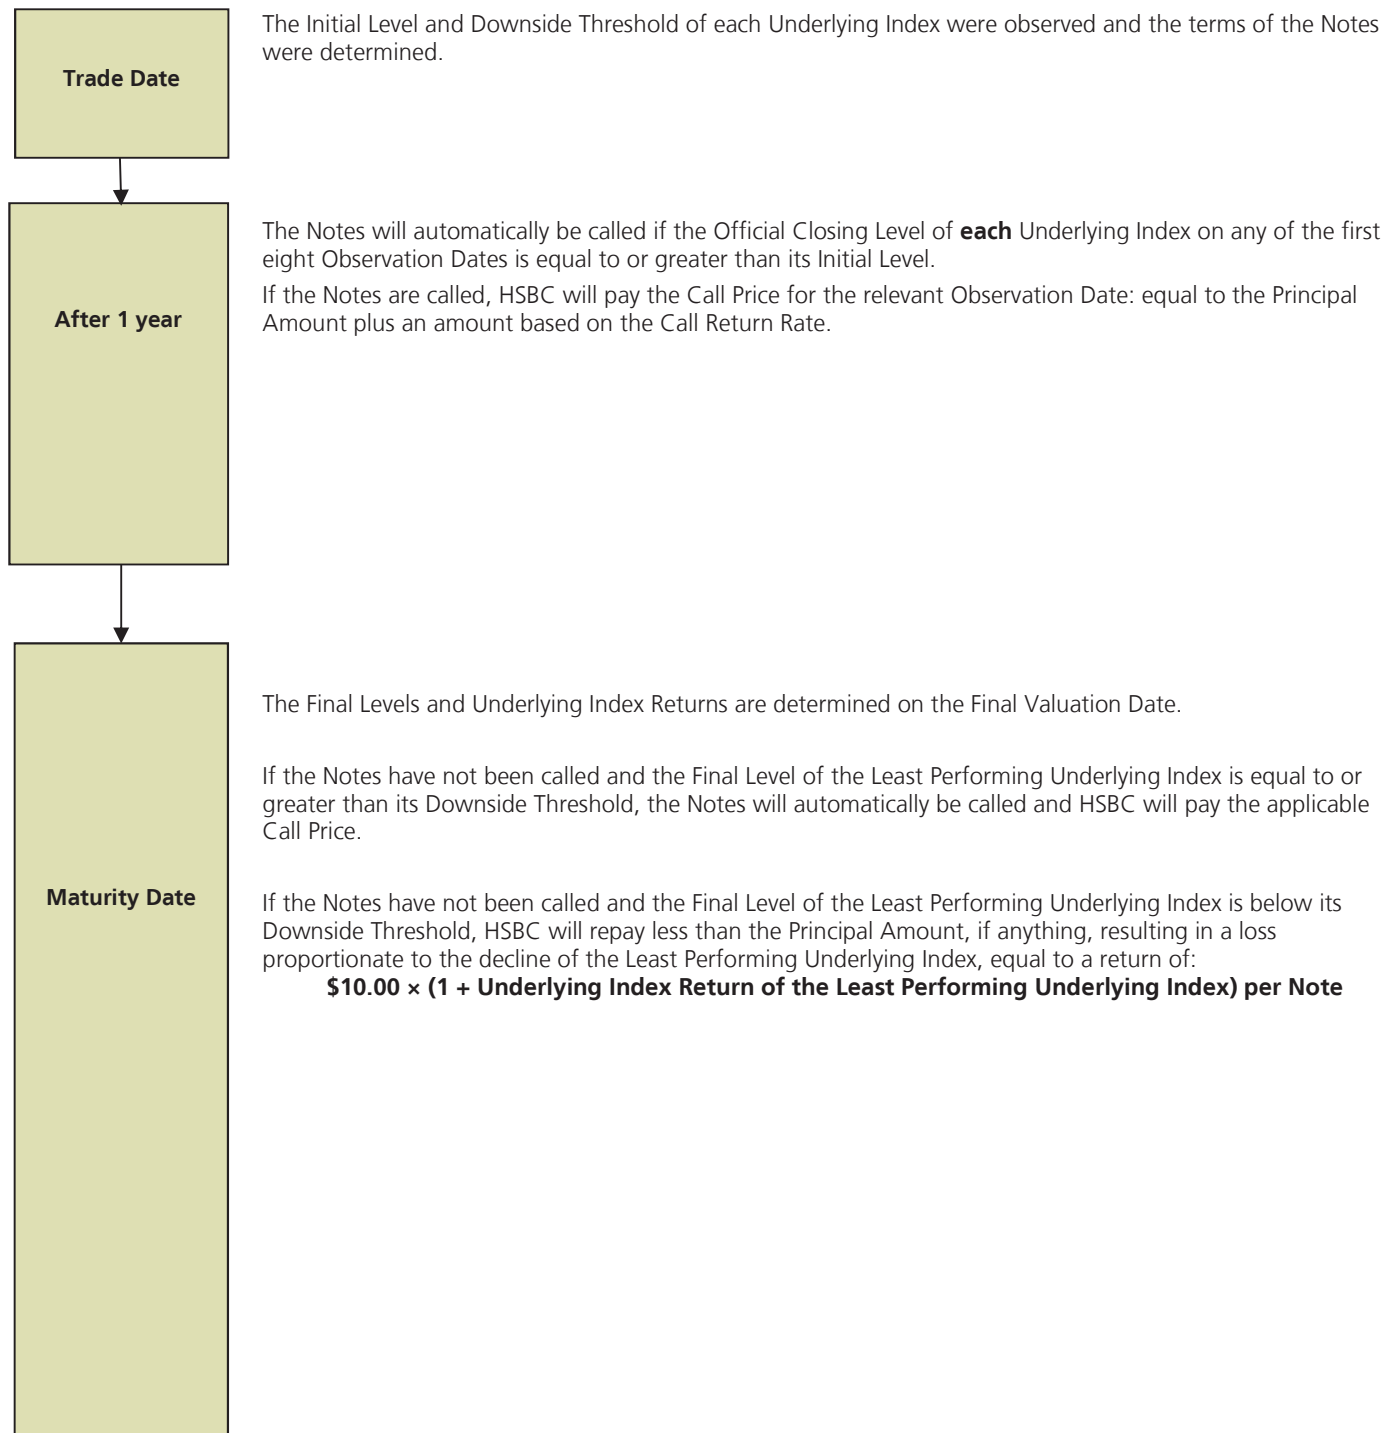 Trade Date
The Initial Level and Downside Threshold of each Underlying Index were observed and the terms of the Notes
were determined.
After 1 year
The Notes will automatically be called if the Official Closing Level of each Underlying Index on any of the first
eight Observation Dates is equal to or greater than its Initial Level.
If the Notes are called, HSBC will pay the Call Price for the relevant Observation Date: equal to the Principal
Amount plus an amount based on the Call Return Rate.
Maturity Date
The Final Levels and Underlying Index Returns are determined on the Final Valuation Date.
If the Notes have not been called and the Final Level of the Least Performing Underlying Index is equal to or
greater than its Downside Threshold, the Notes will automatically be called and HSBC will pay the applicable
Call Price.
If the Notes have not been called and the Final Level of the Least Performing Underlying Index is below its
Downside Threshold, HSBC will repay less than the Principal Amount, if anything, resulting in a loss
proportionate to the decline of the Least Performing Underlying Index, equal to a return of:
$10.00 × (1 + Underlying Index Return of the Least Performing Underlying Index) per Note